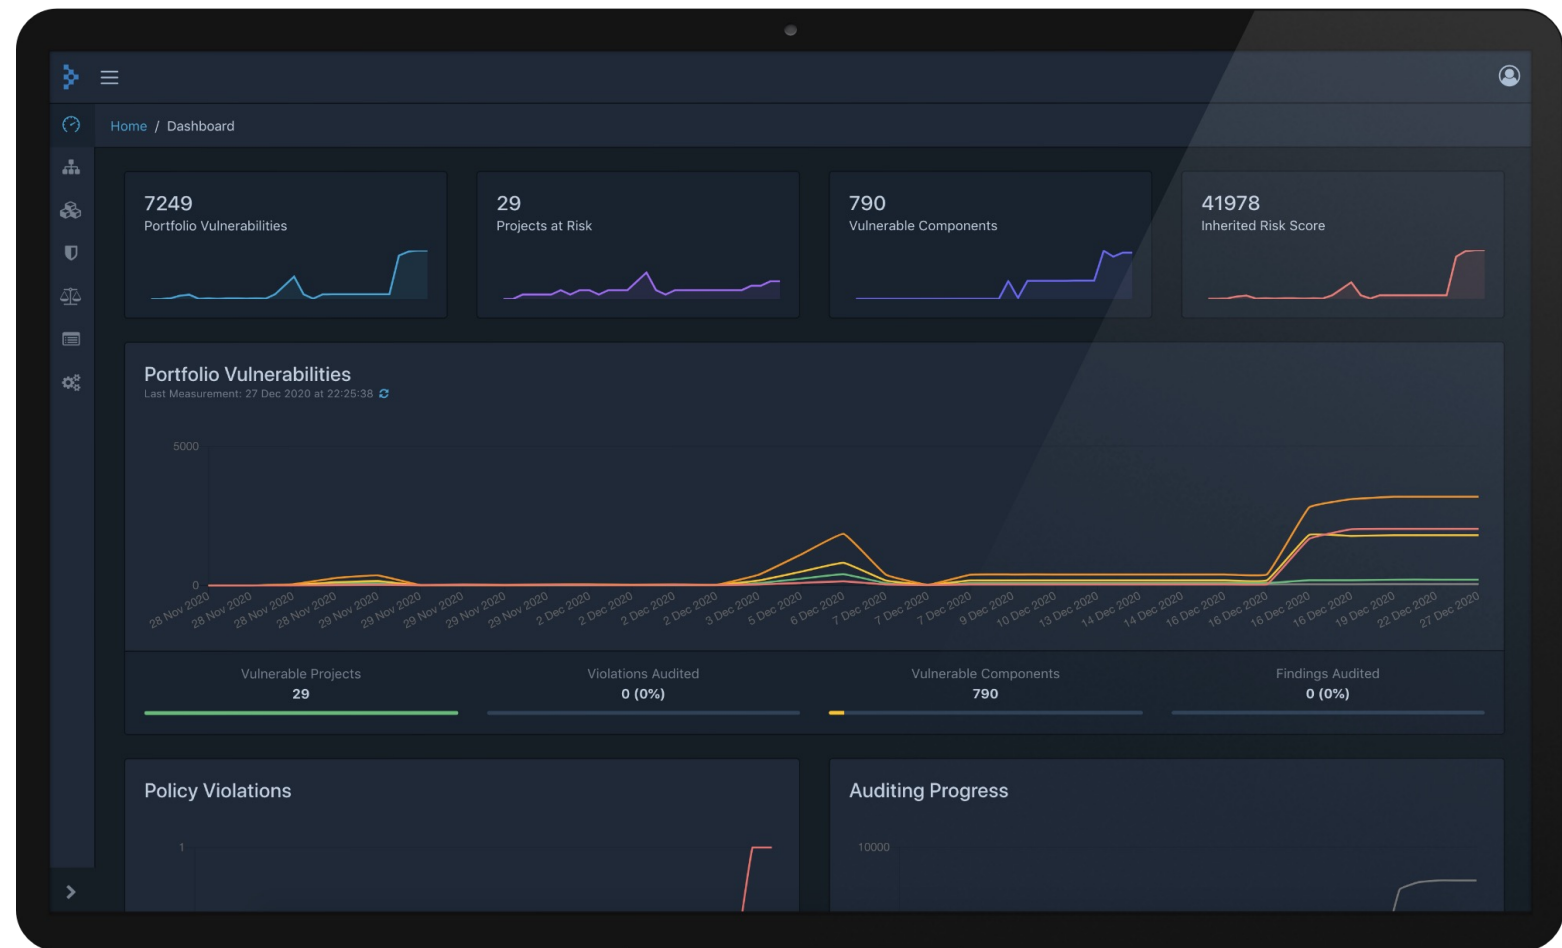 Home / Dashboard
7249
Portfolio Vulnerabilities
29
Projects at Risk
790
Vulnerable Components
41978
Inherited Risk Score
Portfolio Vulnerabilities
Last Measurement: 27 Dec 2020 at 22:25:38
5000
0
28 Nov 2020
28 Nov 2020
28 Nov 2020
28 Nov 2020
29 Nov 2020
29 Nov 2020
29 Nov 2020
29 Nov 2020
2 Dec 2020
2 Dec 2020
2 Dec 2020
2 Dec 2020
3 Dec 2020
5 Dec 2020
6 Dec 2020
7 Dec 2020
7 Dec 2020
7 Dec 2020
9 Dec 2020
10 Dec 2020
13 Dec 2020
14 Dec 2020
14 Dec 2020
16 Dec 2020
16 Dec 2020
16 Dec 2020
16 Dec 2020
19 Dec 2020
22 Dec 2020
27 Dec 2020
Vulnerable Projects
29
Violations Audited
0 (0%)
Vulnerable Components
790
Findings Audited
0 (0%)
Policy Violations
1
Auditing Progress
10000